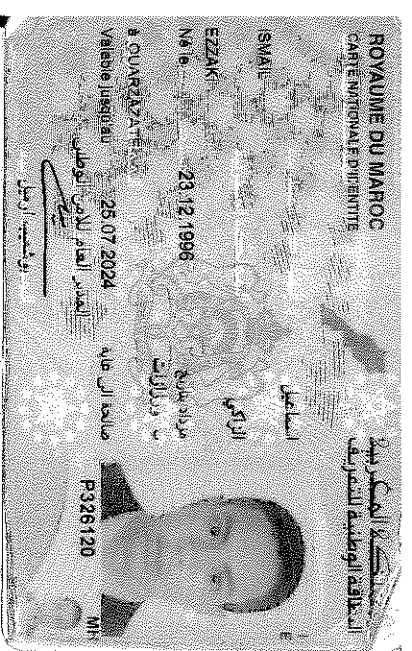 ROYAUME DU MAROC
CARTE NATIONALE D'IDENTITE
المملكة المغربية
البطاقة الوطنية للتعريف
ISMAIL
اسماعيل
EZZAKI
الزاكي
Né le 23.12.1996
مزداد بتاريخ
à OUARZAZATE
ب ورزازات
Valable jusqu'au 25.07.2024
صالحة إلى غاية
المدير العام للأمن الوطني
P326120